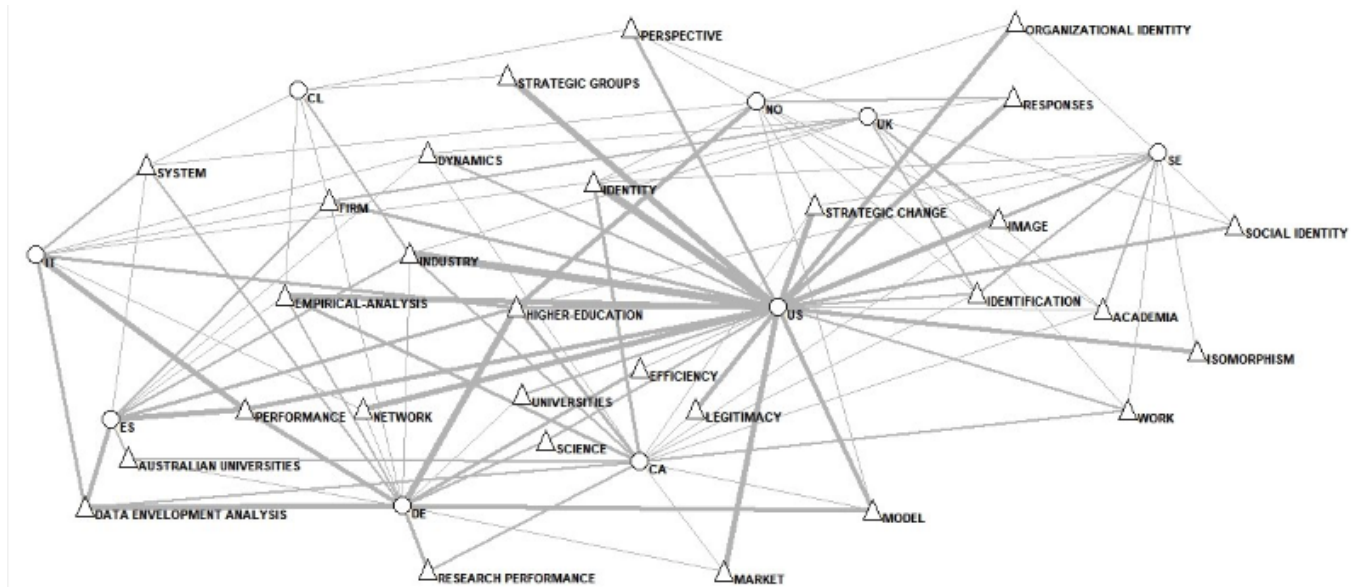 ORGANIZATIONAL IDENTITY
PERSPECTIVE
STRATEGIC GROUPS
CL
NO
RESPONSES
UK
DYNAMICS
SE
SYSTEM
IDENTITY
FIRM
STRATEGIC CHANGE
IMAGE
SOCIAL IDENTITY
IT
INDUSTRY
EMPIRICAL-ANALYSIS
HIGHER-EDUCATION
US
IDENTIFICATION
ACADEMIA
ISOMORPHISM
EFFICIENCY
UNIVERSITIES
ES
PERFORMANCE
NETWORK
LEGITIMACY
WORK
SCIENCE
AUSTRALIAN UNIVERSITIES
CA
DATA ENVELOPMENT ANALYSIS
DE
MODEL
RESEARCH PERFORMANCE
MARKET